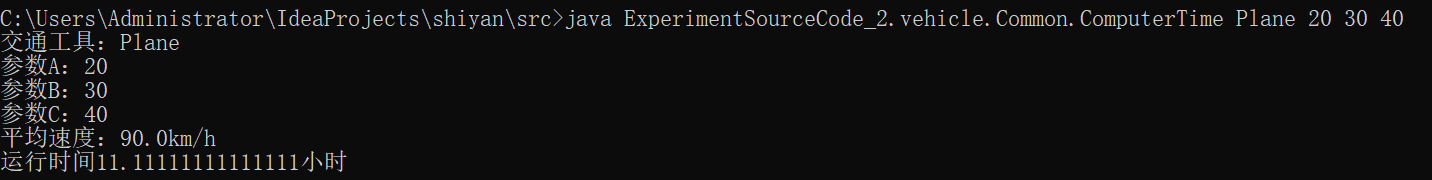 C:\Users\Administrator\IdeaProjects\shiyan\src>java ExperimentSourceCode_2.vehicle.Common.ComputerTime Plane 20 30 40
交通工具：Plane
参数A：20
参数B：30
参数C：40
平均速度：90.0km/h
运行时间11.11111111111111小时